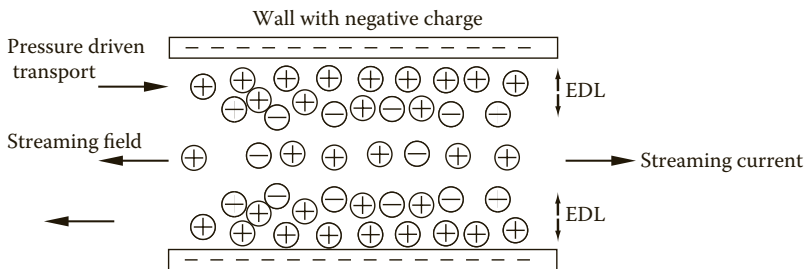 Wall with negative charge
Pressure driven
transport
EDL
Streaming field
Streaming current
EDL